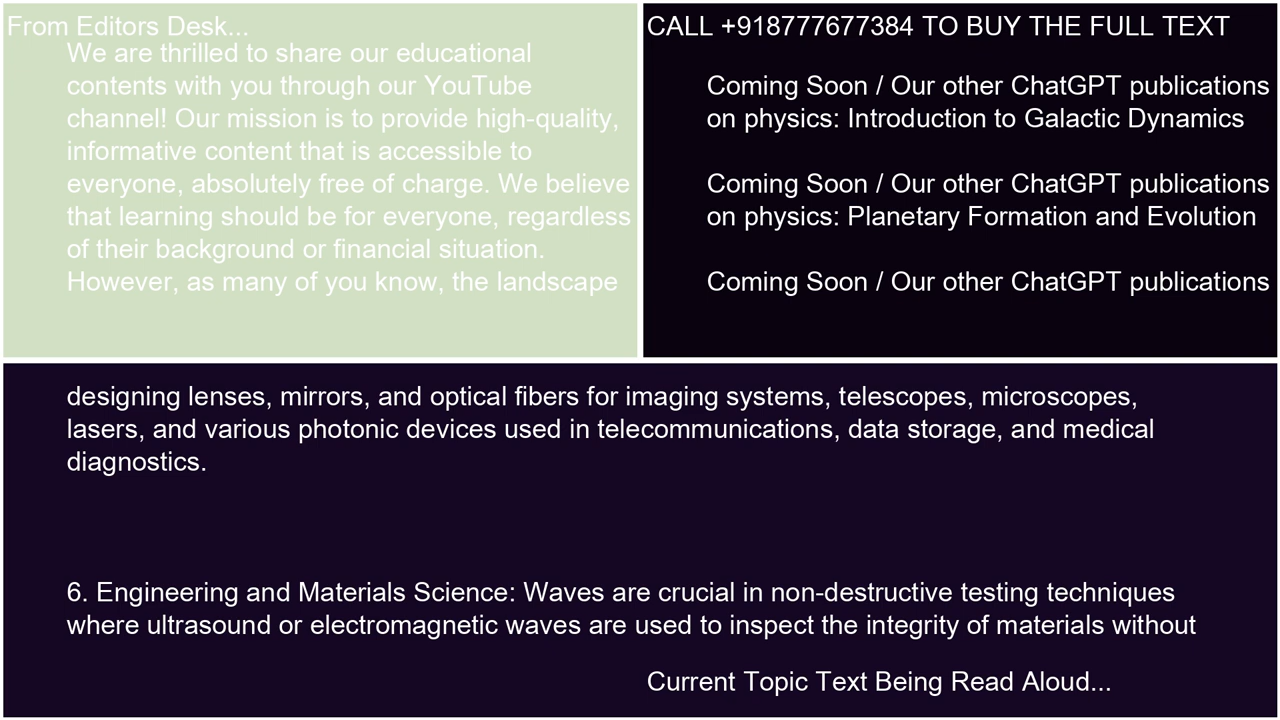 From Editors Desk...
We are thrilled to share our educational
contents with you through our YouTube
channel! Our mission is to provide high-quality,
informative content that is accessible to
everyone, absolutely free of charge. We believe
that learning should be for everyone, regardless
of their background or financial situation.
However, as many of you know, the landscape
CALL +918777677384 TO BUY THE FULL TEXT
Coming Soon / Our other ChatGPT publications
on physics: Introduction to Galactic Dynamics
Coming Soon / Our other ChatGPT publications
on physics: Planetary Formation and Evolution
Coming Soon / Our other ChatGPT publications
designing lenses, mirrors, and optical fibers for imaging systems, telescopes, microscopes,
lasers, and various photonic devices used in telecommunications, data storage, and medical
diagnostics.
6. Engineering and Materials Science: Waves are crucial in non-destructive testing techniques
where ultrasound or electromagnetic waves are used to inspect the integrity of materials without
Current Topic Text Being Read Aloud...